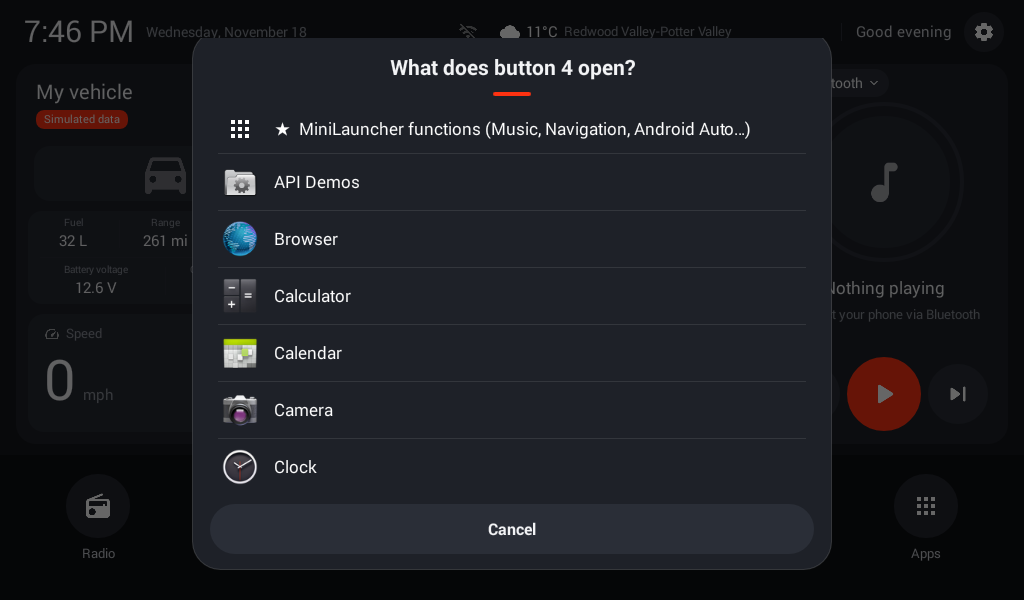 7:46 PM
Wednesday, November 18
11°C
Redwood Valley-Potter Valley
Good evening
What does button 4 open?
My vehicle
Simulated data
★ MiniLauncher functions (Music, Navigation, Android Auto…)
API Demos
Fuel
Range
32 L
261 mi
Browser
Battery voltage
12.6 V
Calculator
Nothing playing
your phone via Bluetooth
Speed
Calendar
0 mph
Camera
Clock
Cancel
Radio
Apps